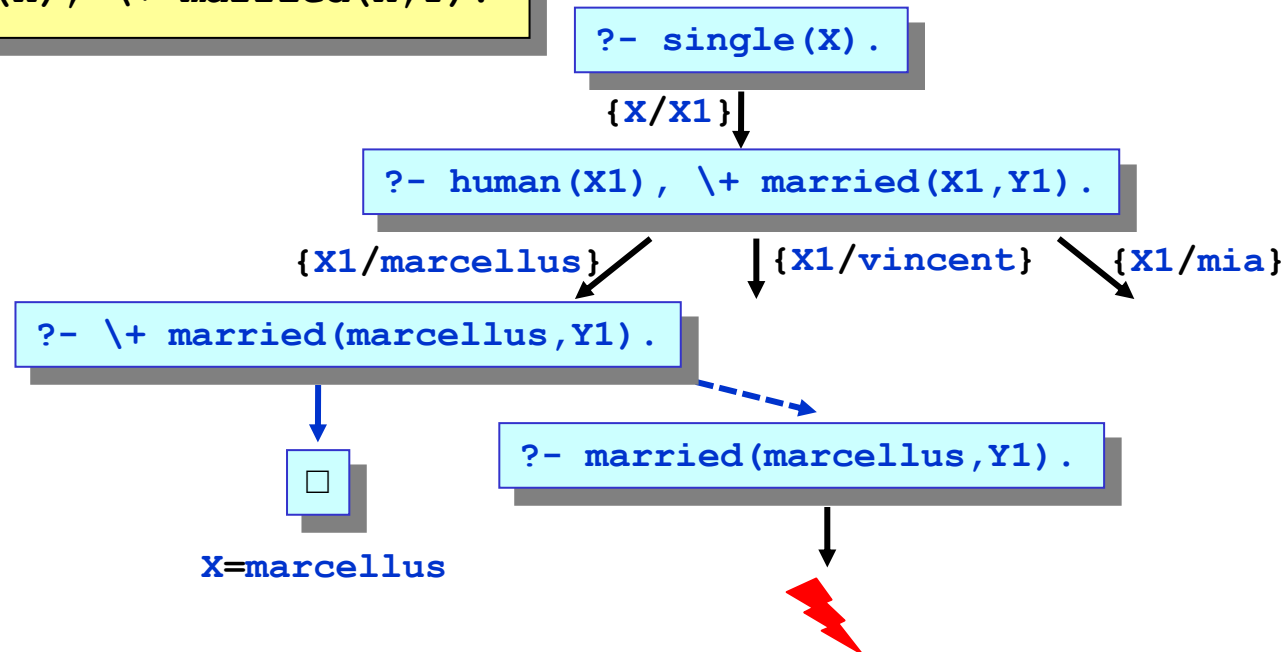 ?- single(X).
{X/X1}
?- human(X1), \+ married(X1,Y1).
{X1/marcellus}
{X1/vincent}
{X1/mia}
?- \+ married(marcellus,Y1).
?- married(marcellus,Y1).
□
X=marcellus